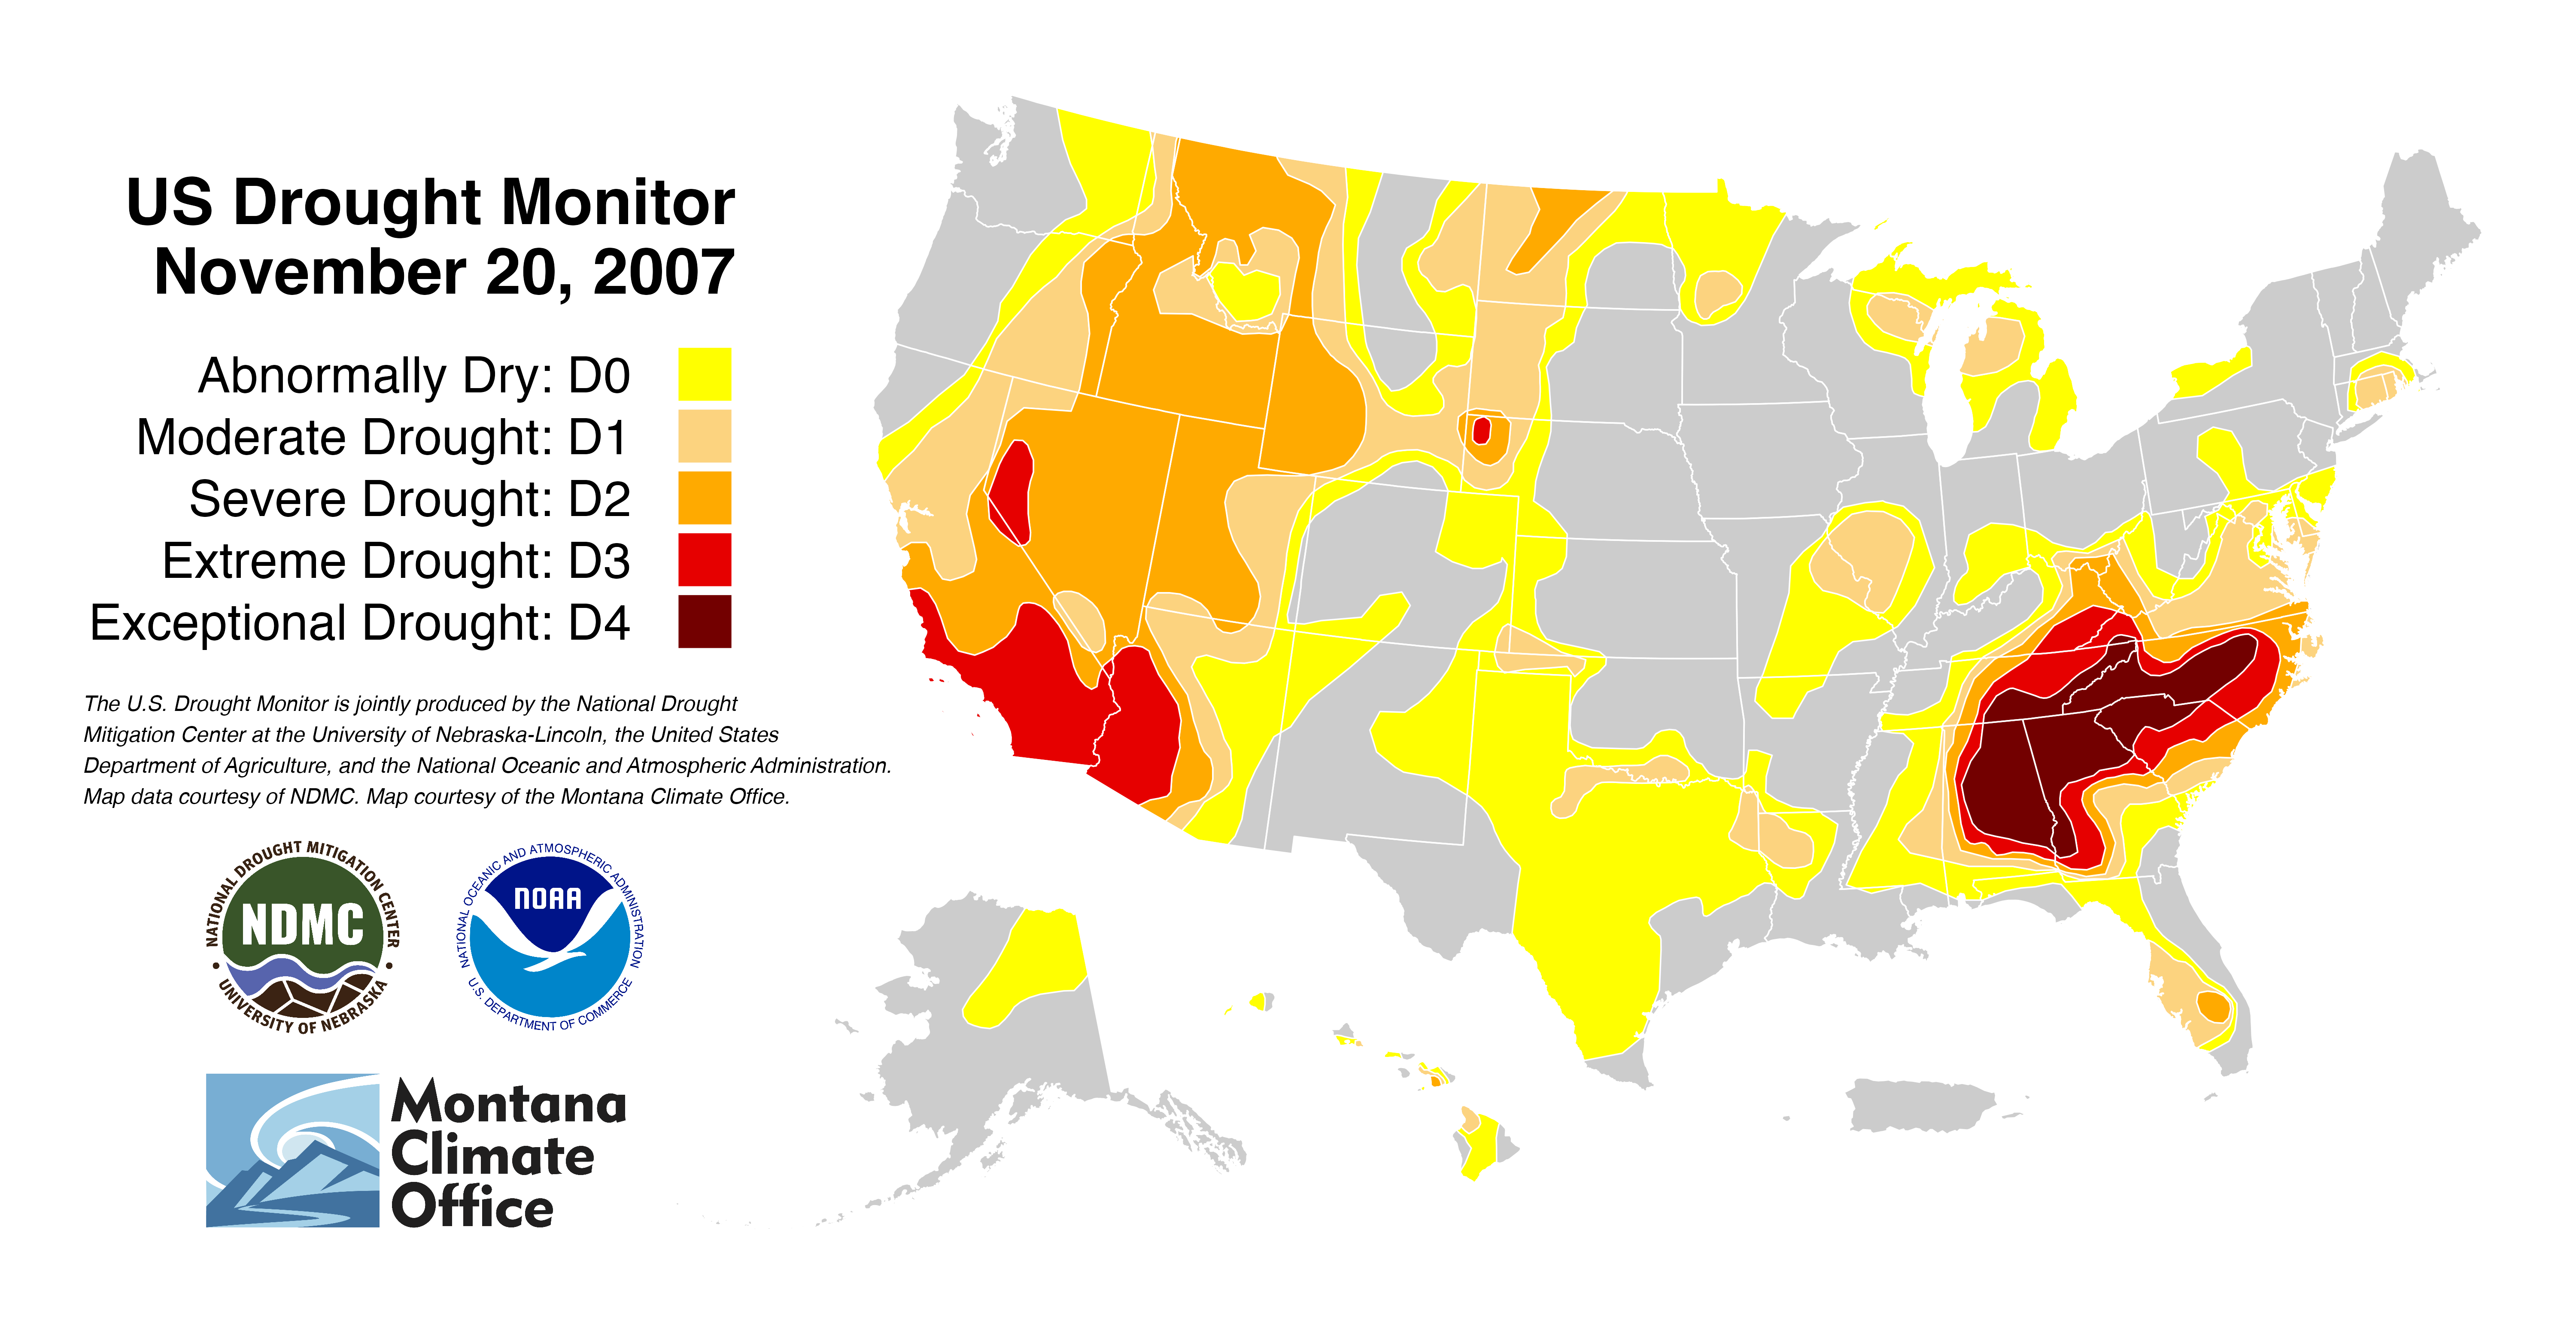 US Drought Monitor
November 20, 2007
Abnormally Dry: D0
Moderate Drought: D1
Severe Drought: D2
Extreme Drought: D3
Exceptional Drought: D4
The U.S. Drought Monitor is jointly produced by the National Drought
Mitigation Center at the University of Nebraska-Lincoln, the United States
Department of Agriculture, and the National Oceanic and Atmospheric Administration.
Map data courtesy of NDMC. Map courtesy of the Montana Climate Office.
NATIONAL DROUGHT MITIGATION CENTER
NDMC
• UNIVERSITY OF NEBRASKA •
NATIONAL OCEANIC AND ATMOSPHERIC ADMINISTRATION
NOAA
U.S. DEPARTMENT OF COMMERCE
Montana
Climate
Office